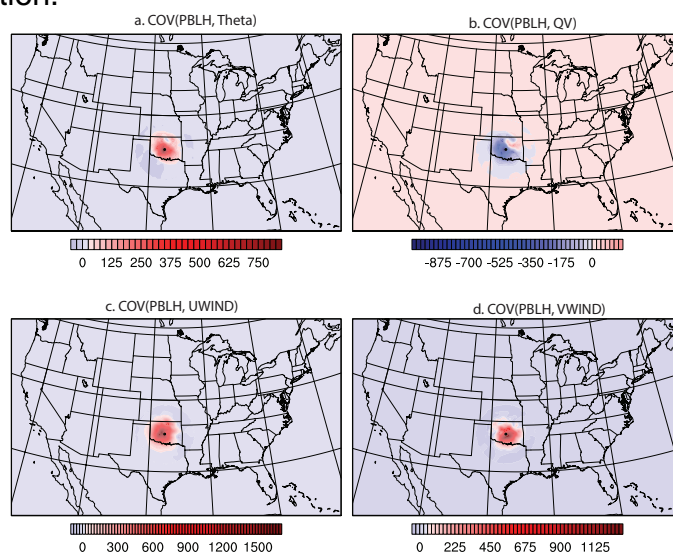 tion.
a. COV(PBLH, Theta)
b. COV(PBLH, QV)
0 125 250 375 500 625 750
-875 -700 -525 -350 -175 0
c. COV(PBLH, UWIND)
d. COV(PBLH, VWIND)
0 300 600 900 1200 1500
0 225 450 675 900 1125